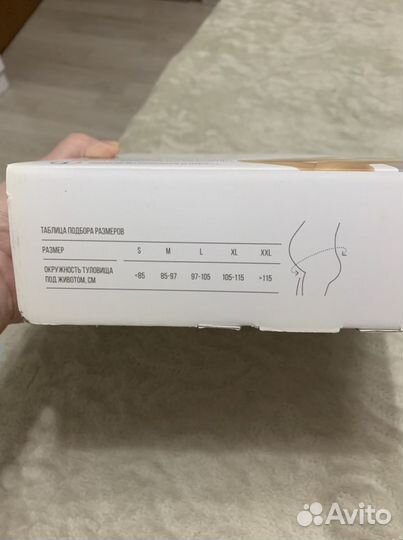 ТАБЛИЦА ПОДБОРА РАЗМЕРОВ
РАЗМЕР S M L XL XXL
ОКРУЖНОСТЬ ТУЛОВИЩА
ПОД ЖИВОТОМ, СМ <85 85-97 97-105 105-115 >115
Avito